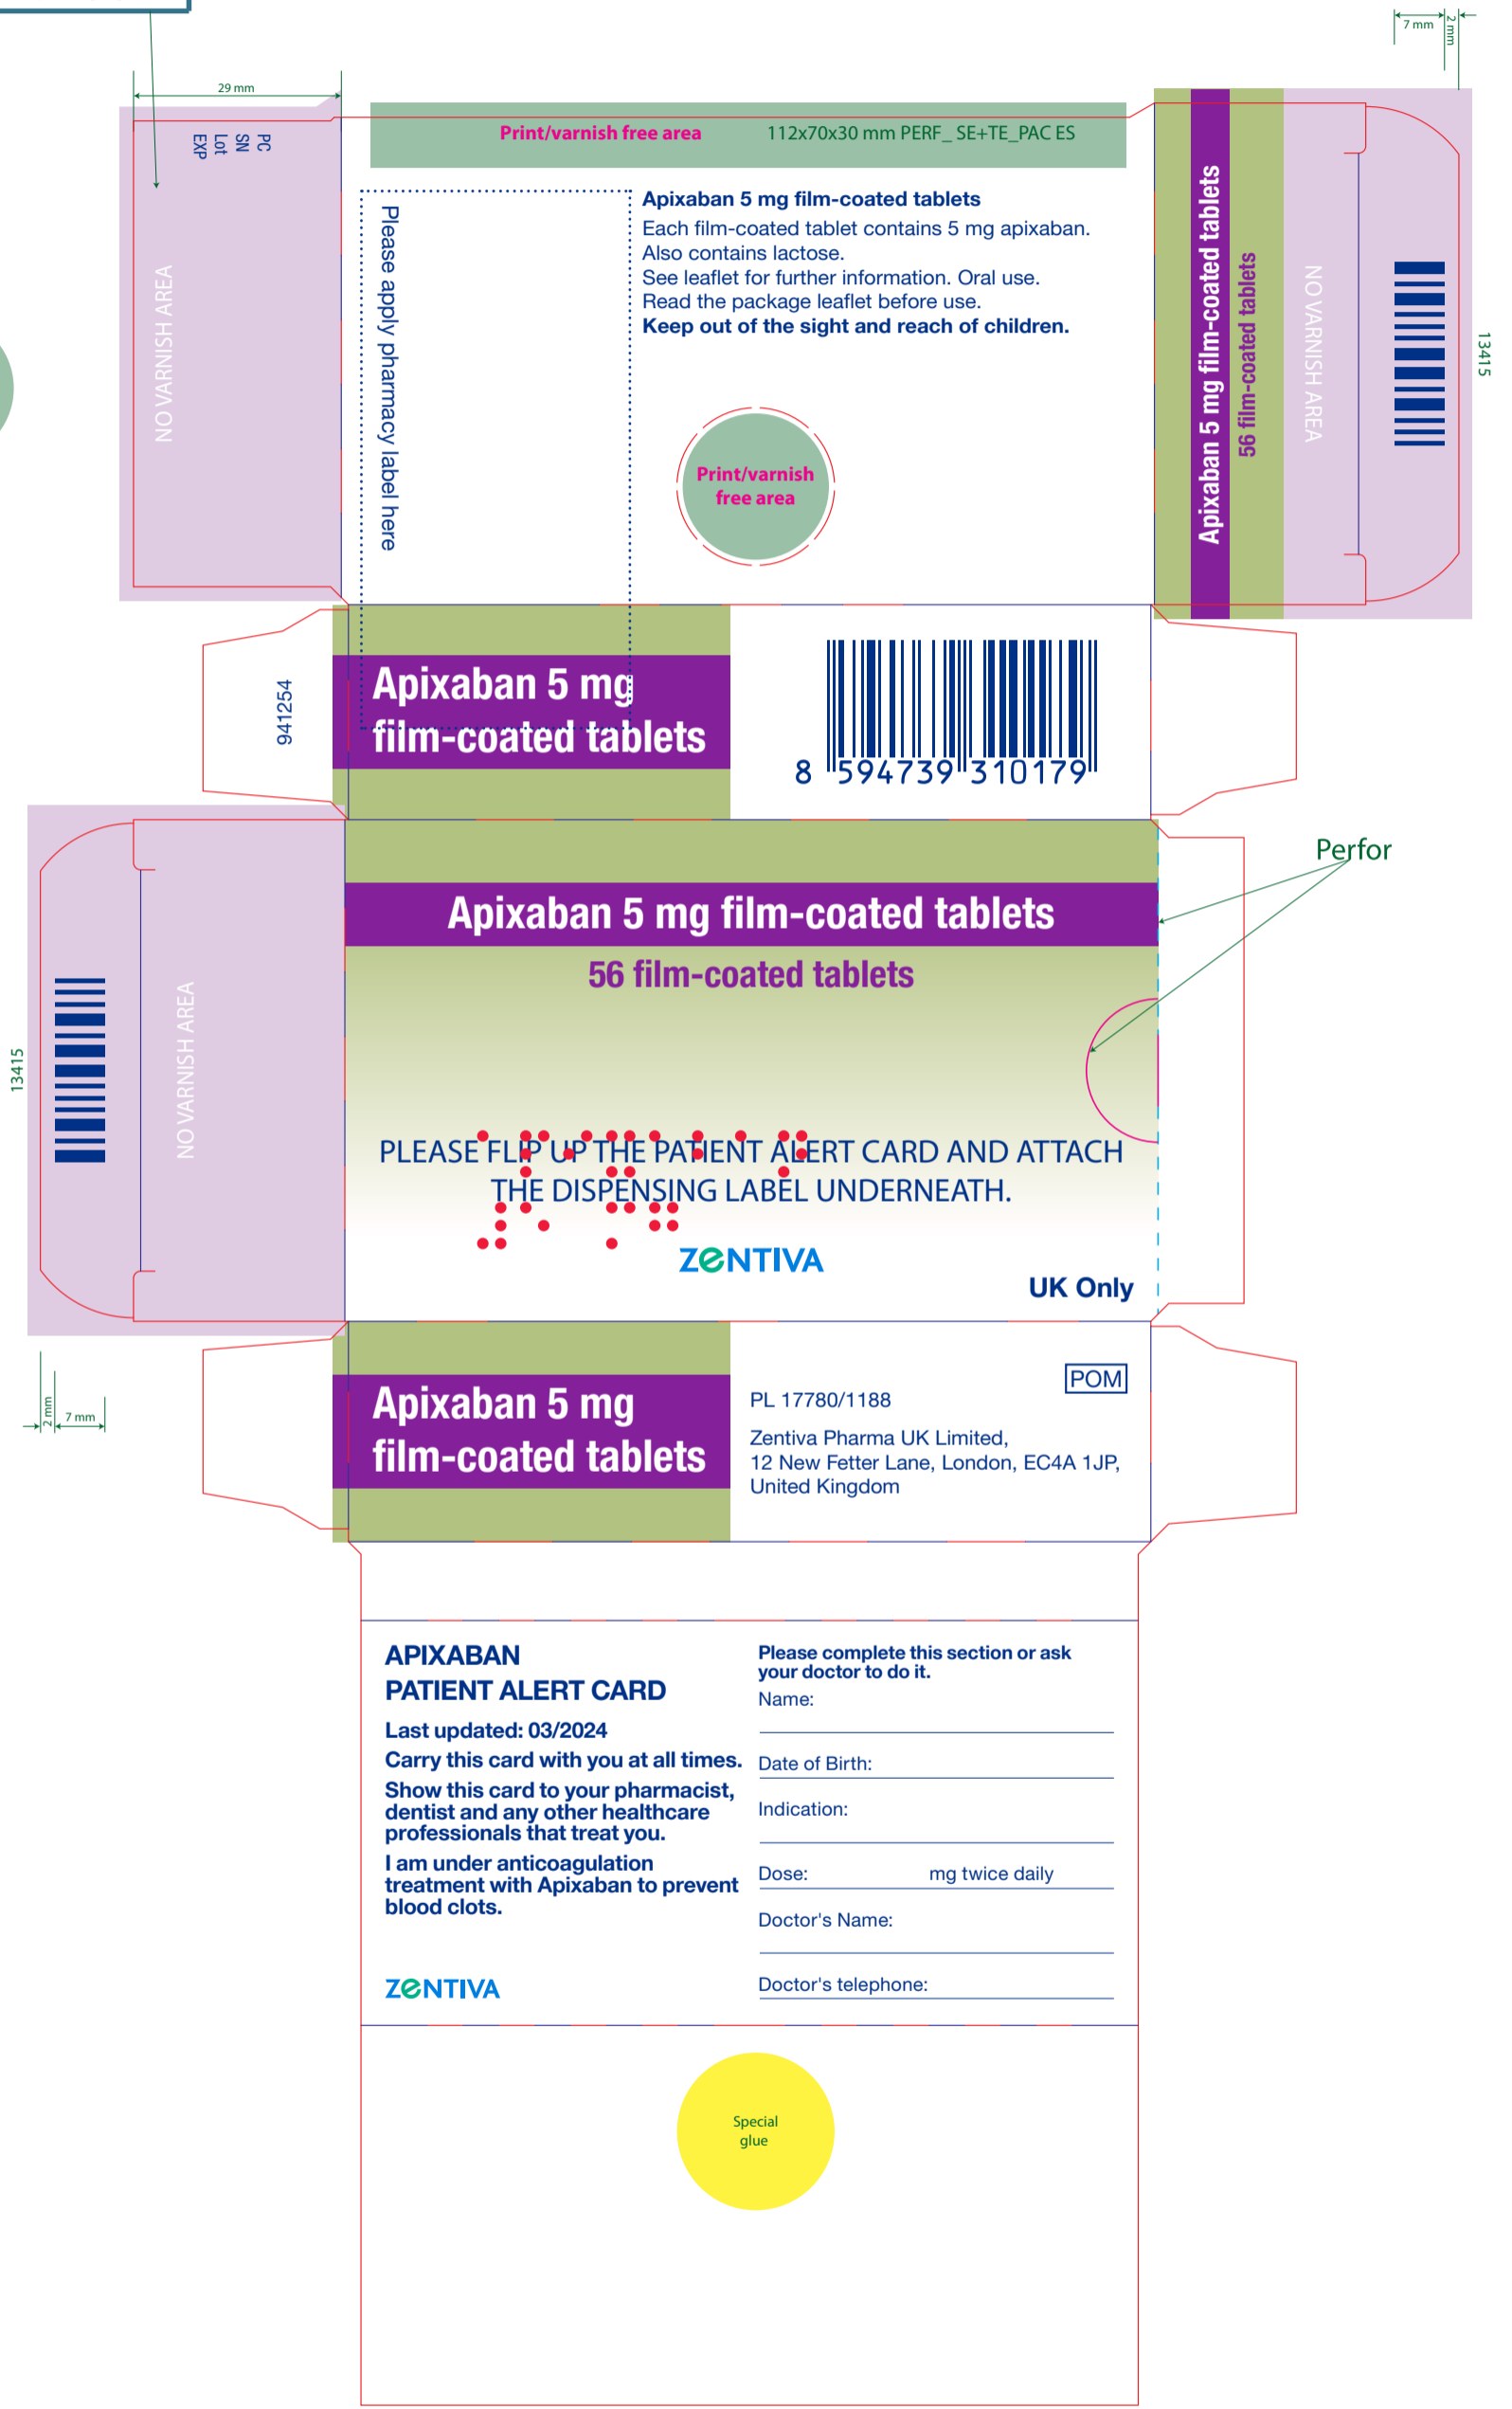 7 mm
2 mm
29 mm
Print/varnish free area
112x70x30 mm PERF_ SE+TE_PAC ES
PC
SN
Lot
EXP
NO VARNISH AREA
Please apply pharmacy label here
Apixaban 5 mg film-coated tablets
Each film-coated tablet contains 5 mg apixaban.
Also contains lactose.
See leaflet for further information. Oral use.
Read the package leaflet before use.
Keep out of the sight and reach of children.
Print/varnish
free area
Apixaban 5 mg film-coated tablets
56 film-coated tablets
NO VARNISH AREA
13415
941254
Apixaban 5 mg
film-coated tablets
8 594739 310179
Perfor
Apixaban 5 mg film-coated tablets
56 film-coated tablets
NO VARNISH AREA
13415
PLEASE FLIP UP THE PATIENT ALERT CARD AND ATTACH
THE DISPENSING LABEL UNDERNEATH.
ZENTIVA
UK Only
2 mm
7 mm
Apixaban 5 mg
film-coated tablets
POM
PL 17780/1188
Zentiva Pharma UK Limited,
12 New Fetter Lane, London, EC4A 1JP,
United Kingdom
APIXABAN
PATIENT ALERT CARD
Last updated: 03/2024
Carry this card with you at all times.
Show this card to your pharmacist,
dentist and any other healthcare
professionals that treat you.
I am under anticoagulation
treatment with Apixaban to prevent
blood clots.
ZENTIVA
Please complete this section or ask
your doctor to do it.
Name:
Date of Birth:
Indication:
Dose: mg twice daily
Doctor's Name:
Doctor's telephone:
Special
glue